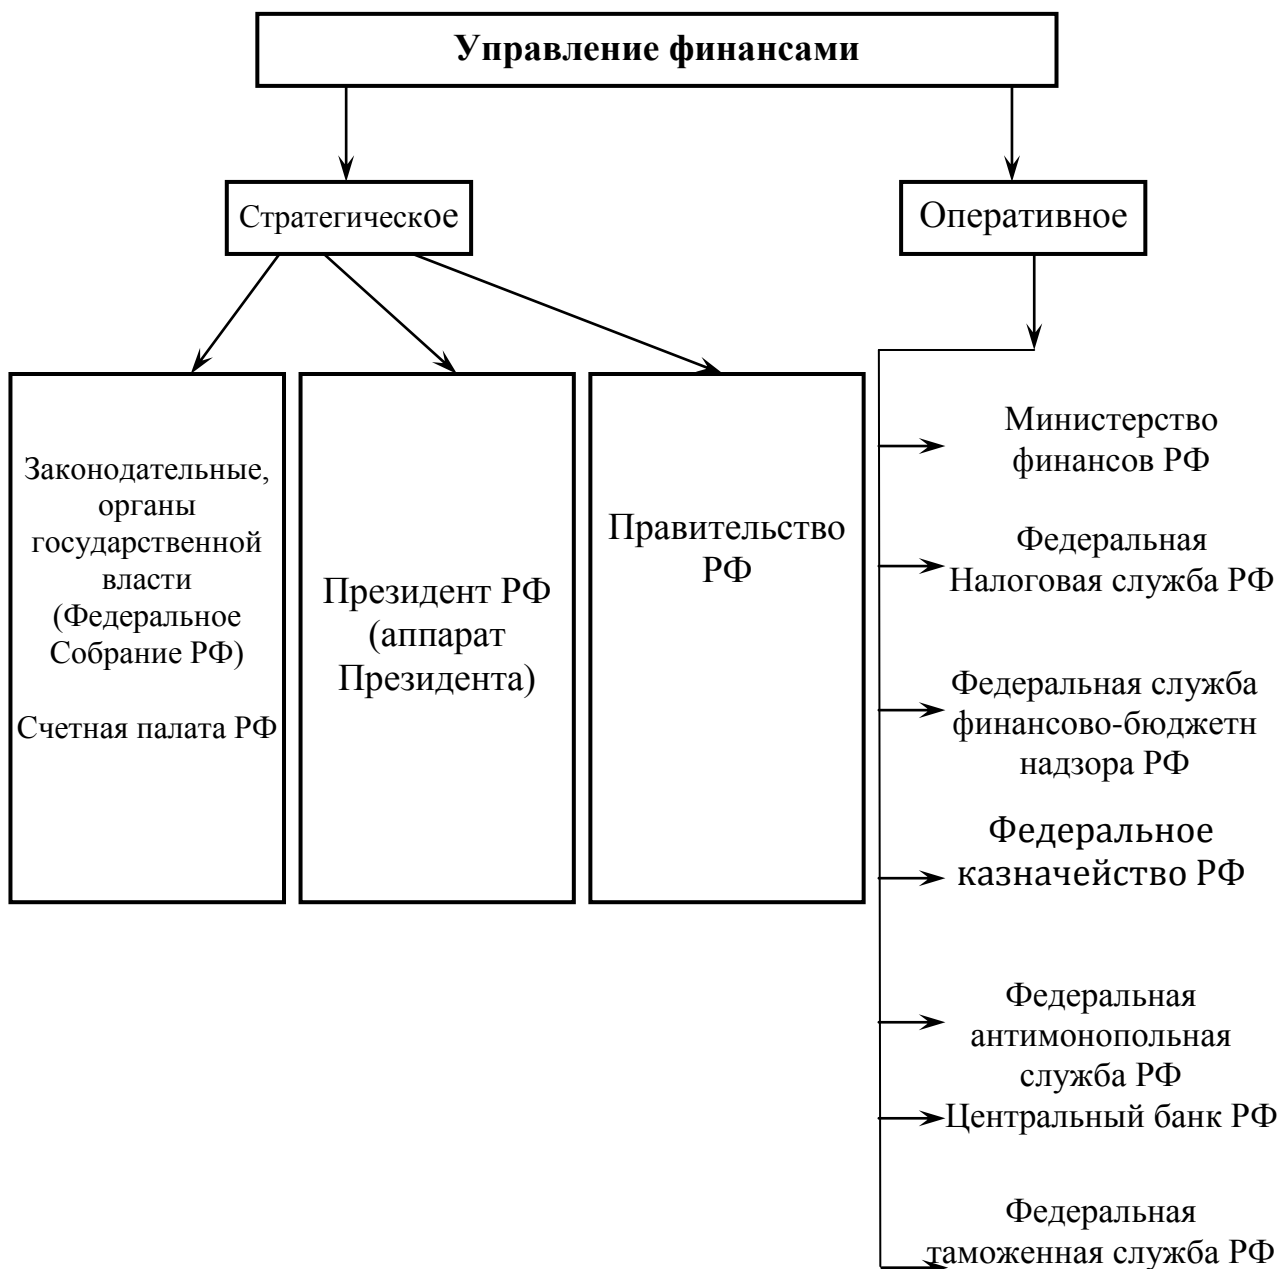 Управление финансами
Стратегическое
Оперативное
Законодательные,
органы
государственной
власти
(Федеральное
Собрание РФ)
Счетная палата РФ
Президент РФ
(аппарат
Президента)
Правительство
РФ
Министерство
финансов РФ
Федеральная
Налоговая служба РФ
Федеральная служба
финансово-бюджетн
надзора РФ
Федеральное
казначейство РФ
Федеральная
антимонопольная
служба РФ
Центральный банк РФ
Федеральная
таможенная служба РФ